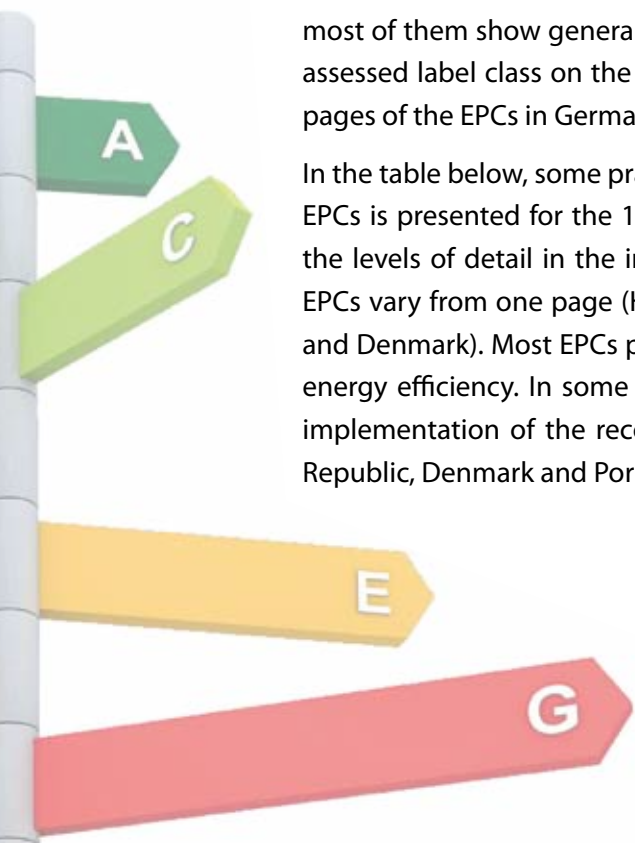 most of them show genera
assessed label class on the
pages of the EPCs in Germa
In the table below, some pra
EPCs is presented for the 1
the levels of detail in the i
EPCs vary from one page (
and Denmark). Most EPCs p
energy efficiency. In some
implementation of the reco
Republic, Denmark and Por
A
C
E
G